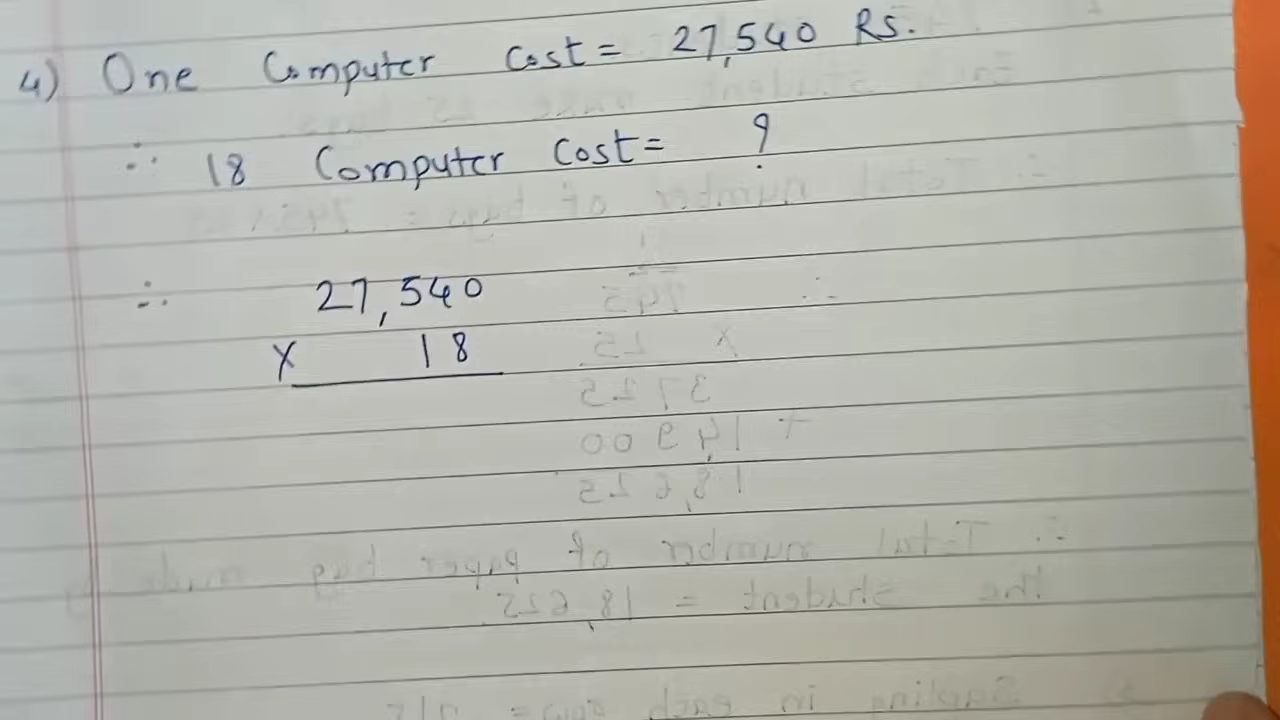 4) One Computer Cost = 27,540 Rs.
∴ 18 Computer Cost = ?
∴ 27,540
x 18